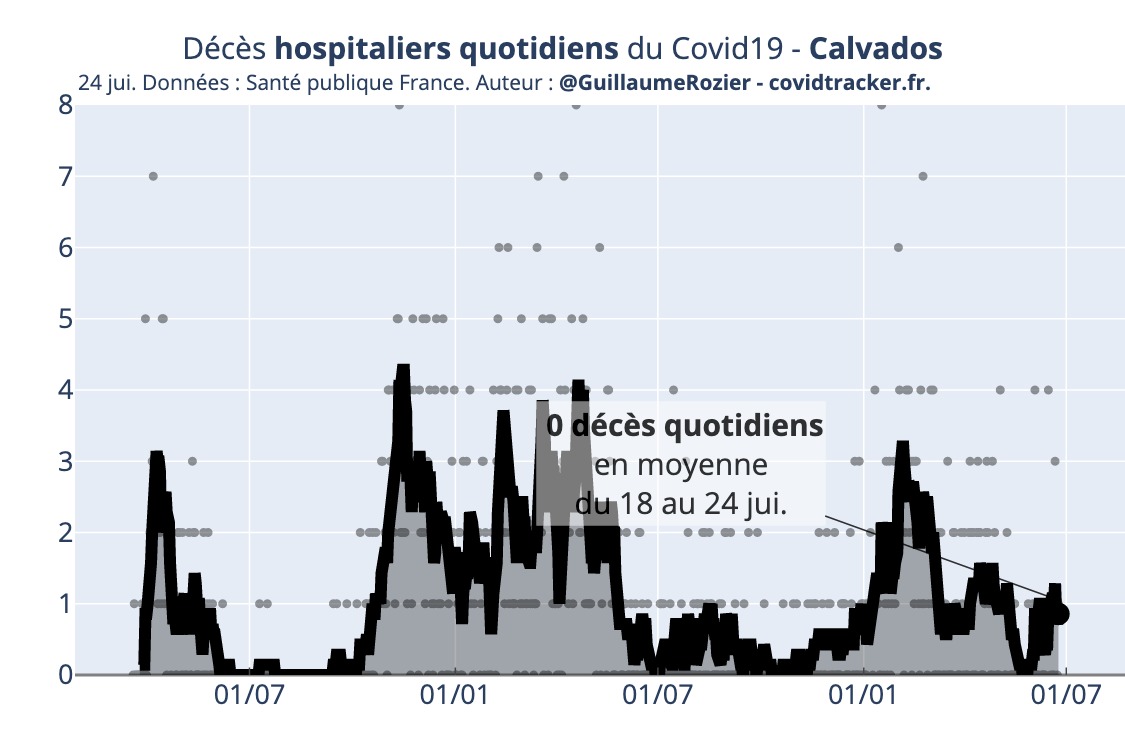 Décès hospitaliers quotidiens du Covid19 - Calvados
24 jui. Données : Santé publique France. Auteur : @GuillaumeRozier - covidtracker.fr.
8
7
6
5
4
3
2
1
0
0 décès quotidiens
en moyenne
du 18 au 24 jui.
01/07 01/01 01/07 01/01 01/07